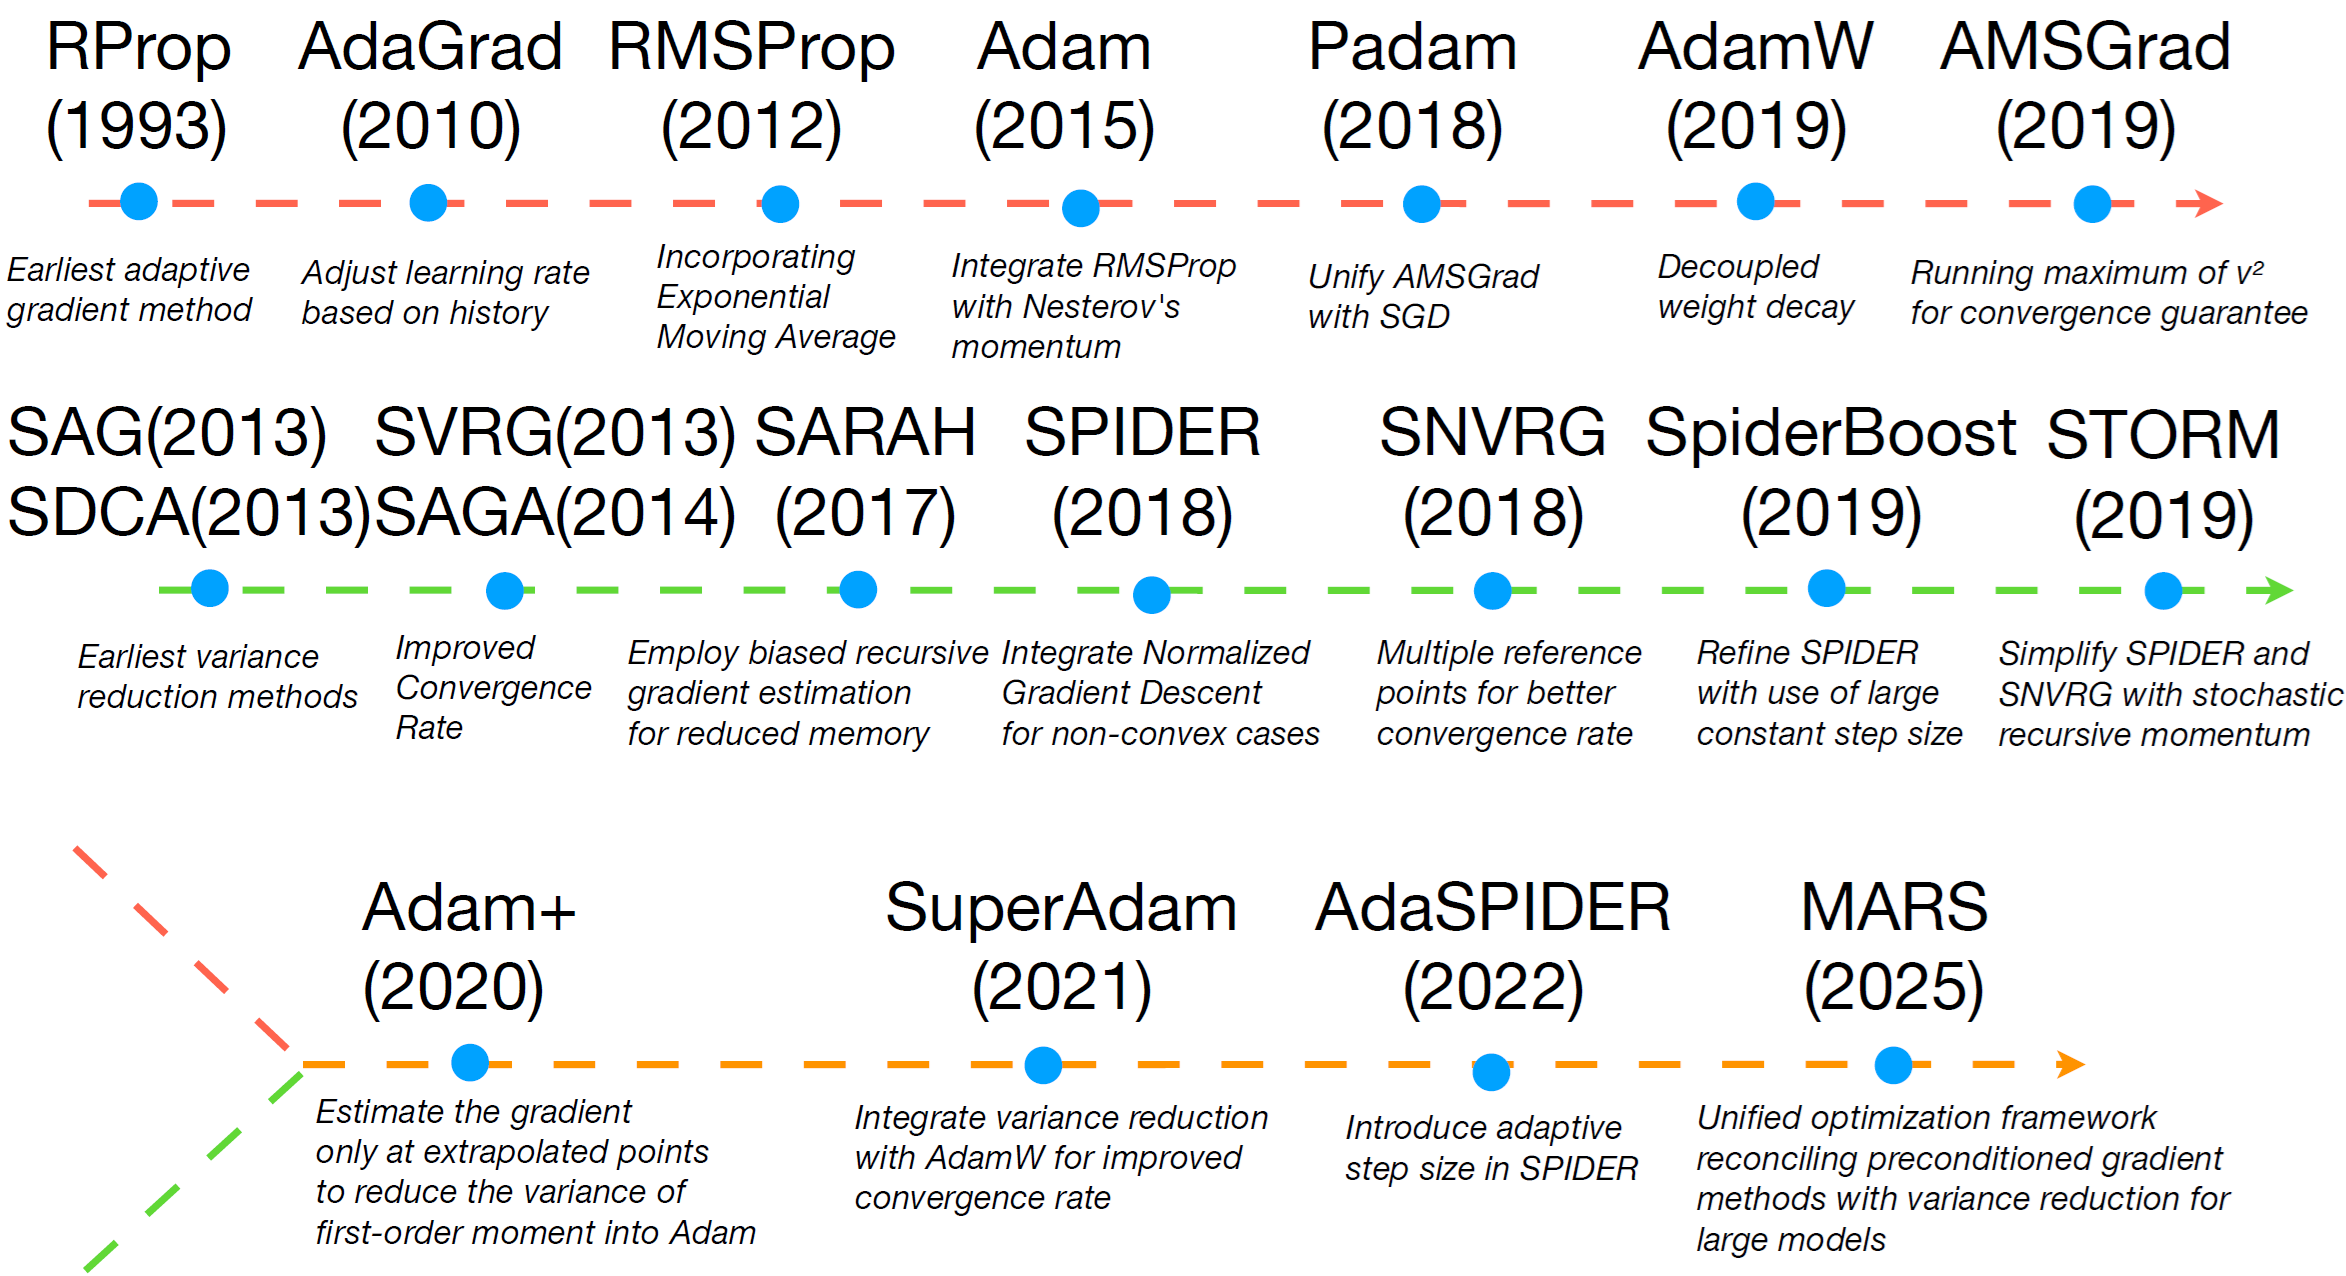 RProp
(1993)
Earliest adaptive
gradient method
AdaGrad
(2010)
Adjust learning rate
based on history
RMSProp
(2012)
Incorporating
Exponential
Moving Average
Adam
(2015)
Integrate RMSProp
with Nesterov's
momentum
Padam
(2018)
Unify AMSGrad
with SGD
AdamW
(2019)
Decoupled
weight decay
AMSGrad
(2019)
Running maximum of v²
for convergence guarantee
SAG(2013)
SDCA(2013)
Earliest variance
reduction methods
SVRG(2013)
SAGA(2014)
Improved
Convergence
Rate
SARAH
(2017)
Employ biased recursive
gradient estimation
for reduced memory
SPIDER
(2018)
Integrate Normalized
Gradient Descent
for non-convex cases
SNVRG
(2018)
Multiple reference
points for better
convergence rate
SpiderBoost
(2019)
Refine SPIDER
with use of large
constant step size
STORM
(2019)
Simplify SPIDER and
SNVRG with stochastic
recursive momentum
Adam+
(2020)
Estimate the gradient
only at extrapolated points
to reduce the variance of
first-order moment into Adam
SuperAdam
(2021)
Integrate variance reduction
with AdamW for improved
convergence rate
AdaSPIDER
(2022)
Introduce adaptive
step size in SPIDER
MARS
(2025)
Unified optimization framework
reconciling preconditioned gradient
methods with variance reduction for
large models